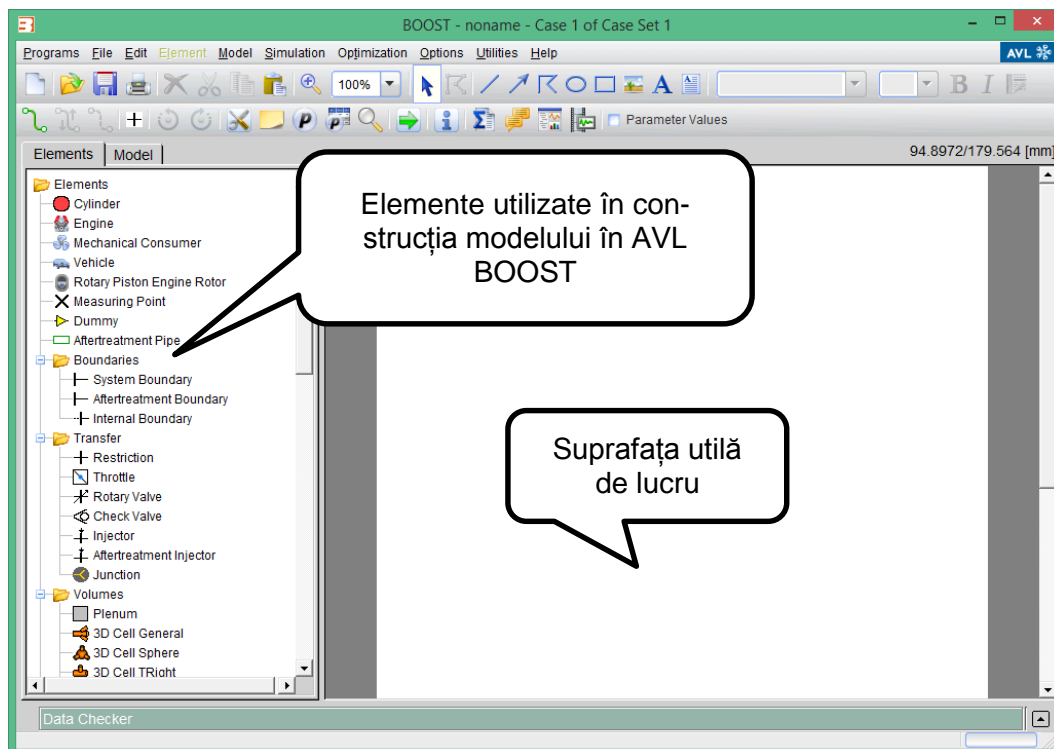 BOOST - noname - Case 1 of Case Set 1
Programs File Edit Element Model Simulation Optimization Options Utilities Help AVL
100% A B I
P P i Σ Parameter Values
Elements Model 94.8972/179.564 [mm]
Elements
Cylinder
Engine
Mechanical Consumer
Vehicle
Rotary Piston Engine Rotor
Measuring Point
Dummy
Aftertreatment Pipe
Boundaries
System Boundary
Aftertreatment Boundary
Internal Boundary
Transfer
Restriction
Throttle
Rotary Valve
Check Valve
Injector
Aftertreatment Injector
Junction
Volumes
Plenum
3D Cell General
3D Cell Sphere
3D Cell TRight
Elemente utilizate în con-
strucția modelului în AVL
BOOST
Suprafața utilă
de lucru
Data Checker